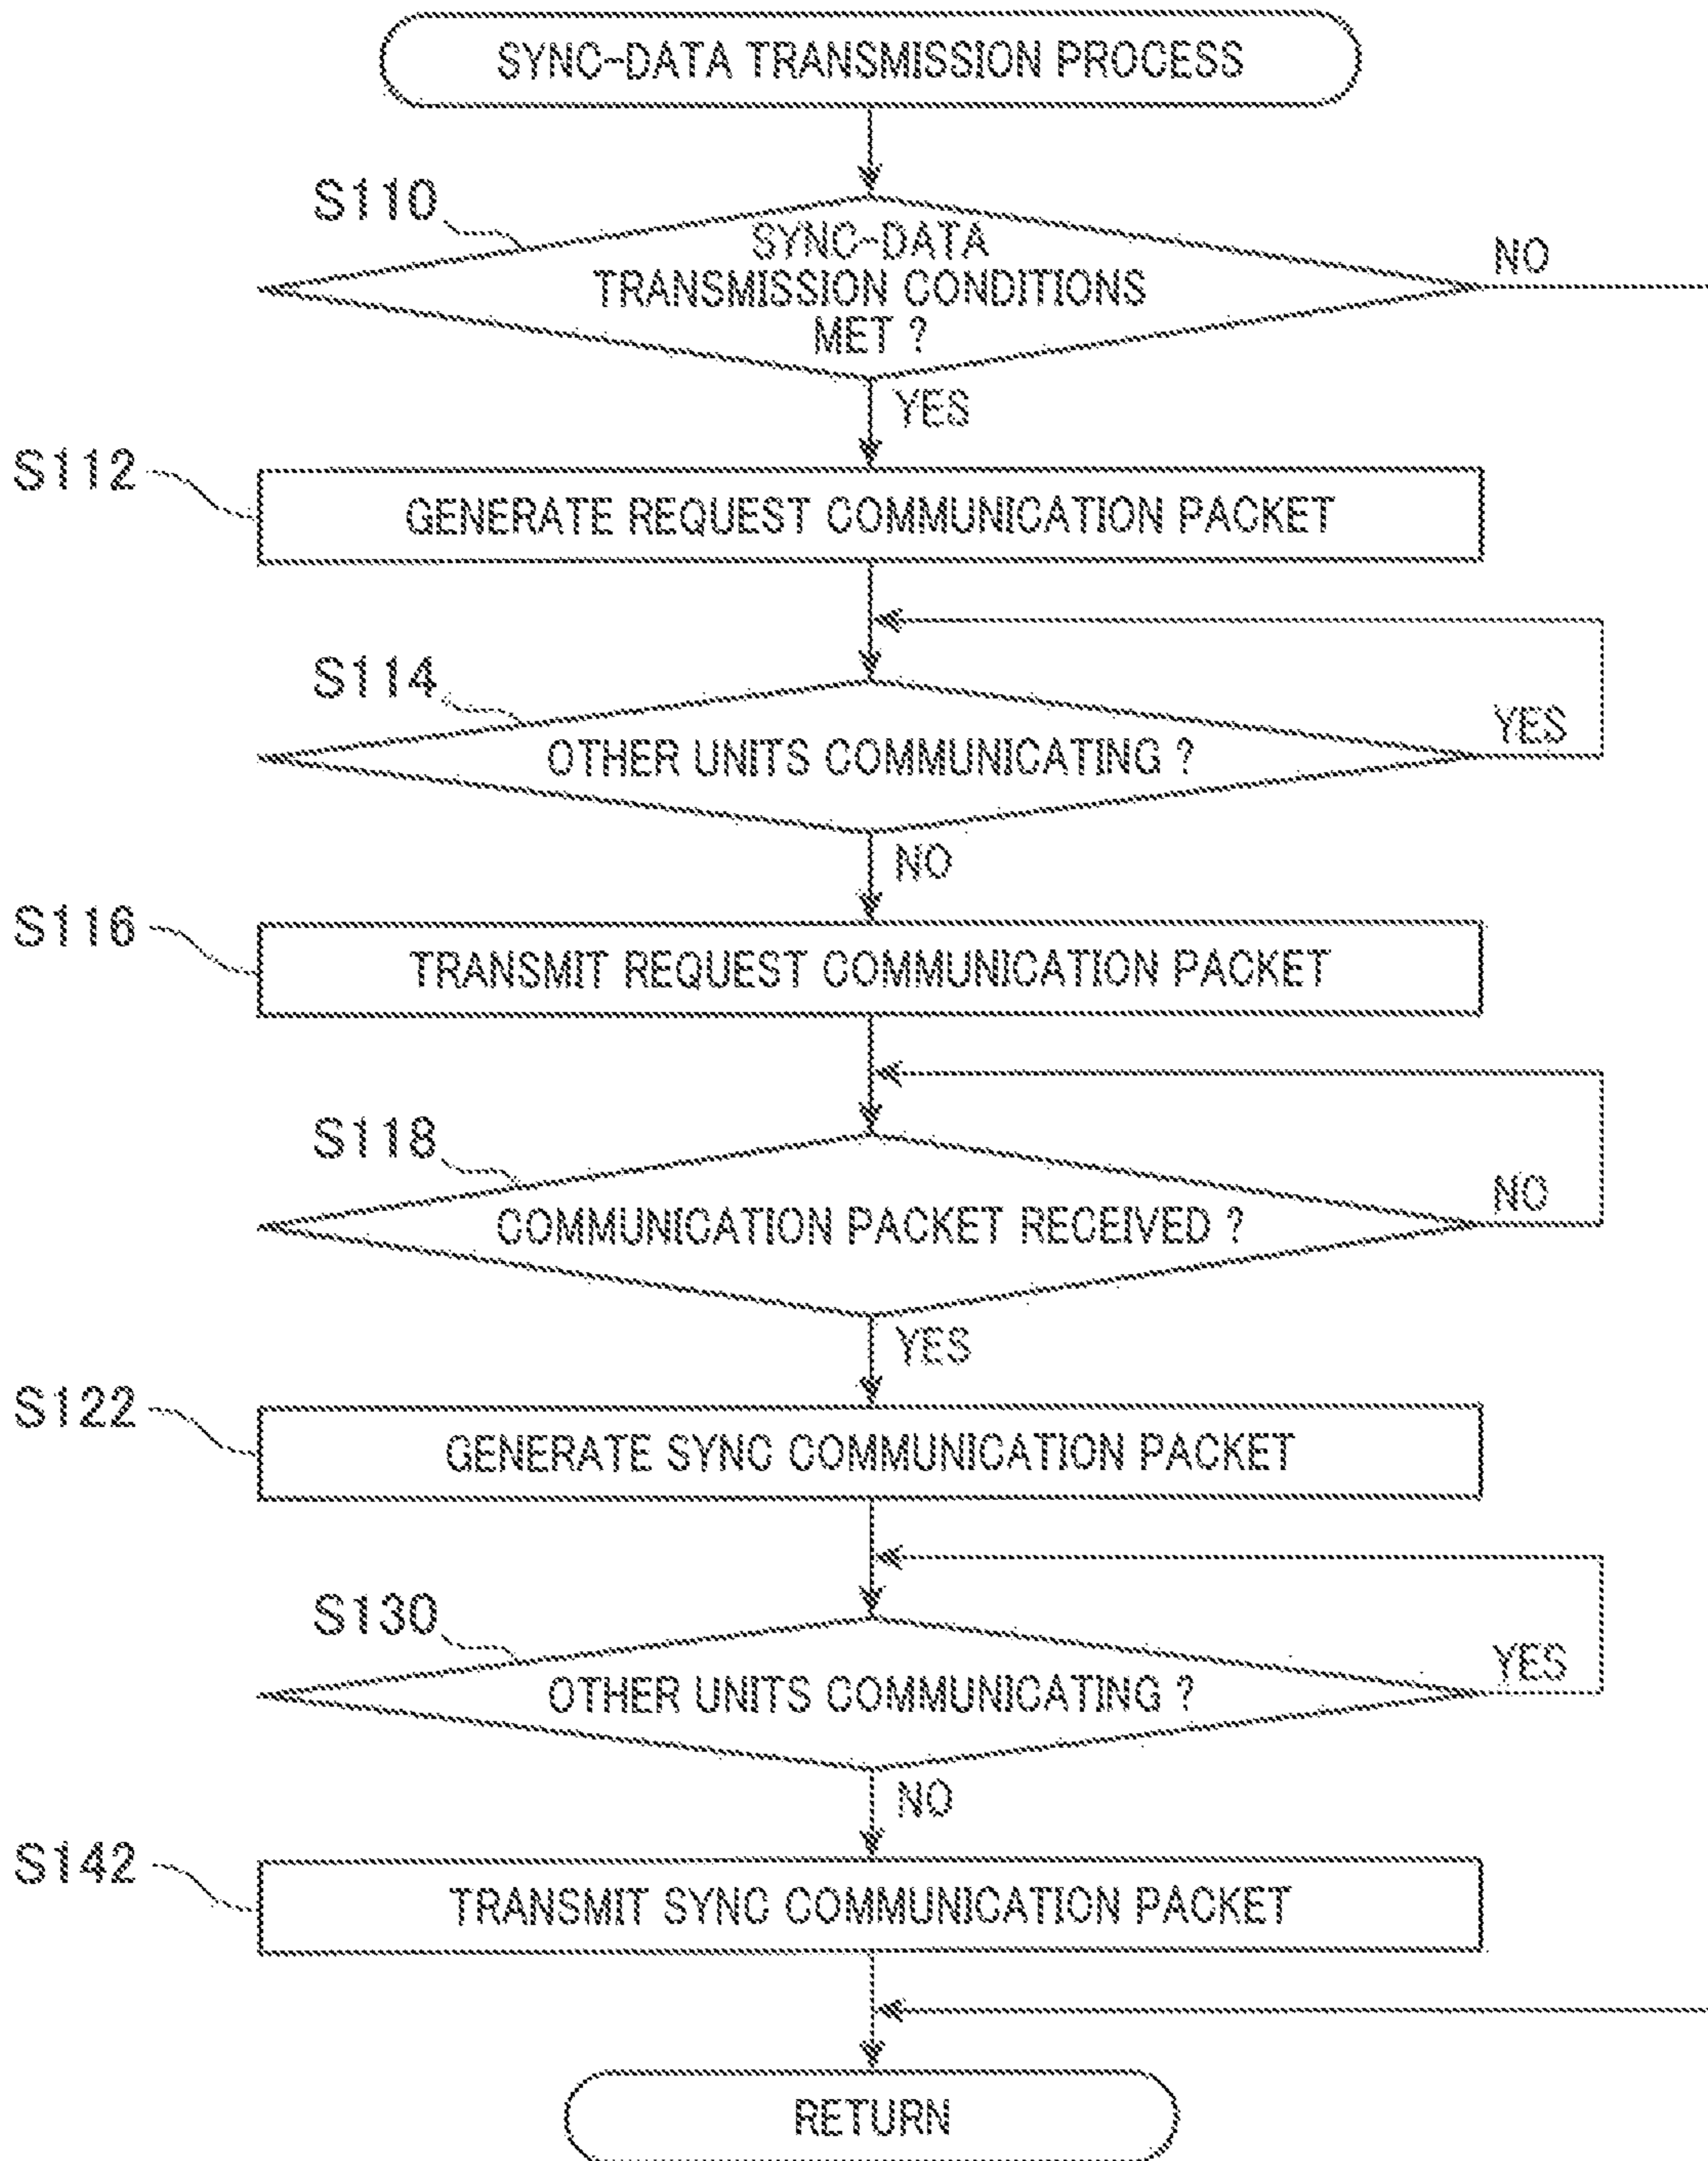 SYNC-DATA TRANSMISSION PROCESS
S110
SYNC-DATA
TRANSMISSION CONDITIONS
MET ?
NO
YES
S112
GENERATE REQUEST COMMUNICATION PACKET
S114
OTHER UNITS COMMUNICATING ?
YES
NO
S116
TRANSMIT REQUEST COMMUNICATION PACKET
S118
COMMUNICATION PACKET RECEIVED ?
NO
YES
S122
GENERATE SYNC COMMUNICATION PACKET
S130
OTHER UNITS COMMUNICATING ?
YES
NO
S142
TRANSMIT SYNC COMMUNICATION PACKET
RETURN